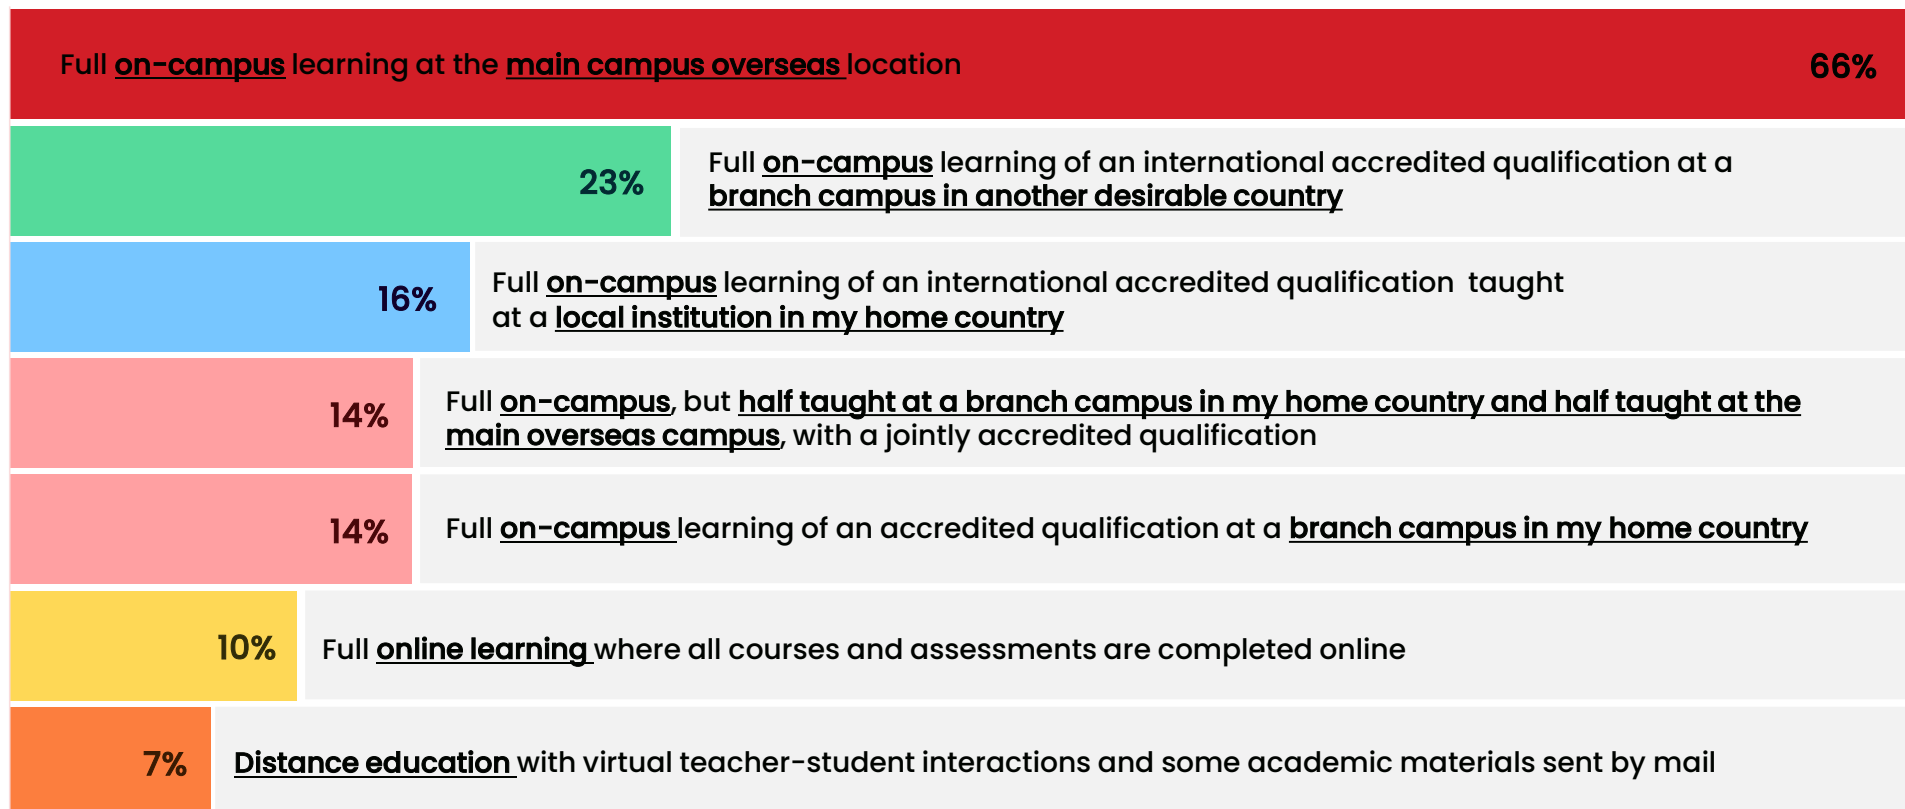 Full on-campus learning at the main campus overseas location
66%
23%
Full on-campus learning of an international accredited qualification at a
branch campus in another desirable country
16%
Full on-campus learning of an international accredited qualification  taught
at a local institution in my home country
14%
Full on-campus, but half taught at a branch campus in my home country and half taught at the
main overseas campus, with a jointly accredited qualification
14%
Full on-campus learning of an accredited qualification at a branch campus in my home country
10%
Full online learning where all courses and assessments are completed online
7%
Distance education with virtual teacher-student interactions and some academic materials sent by mail